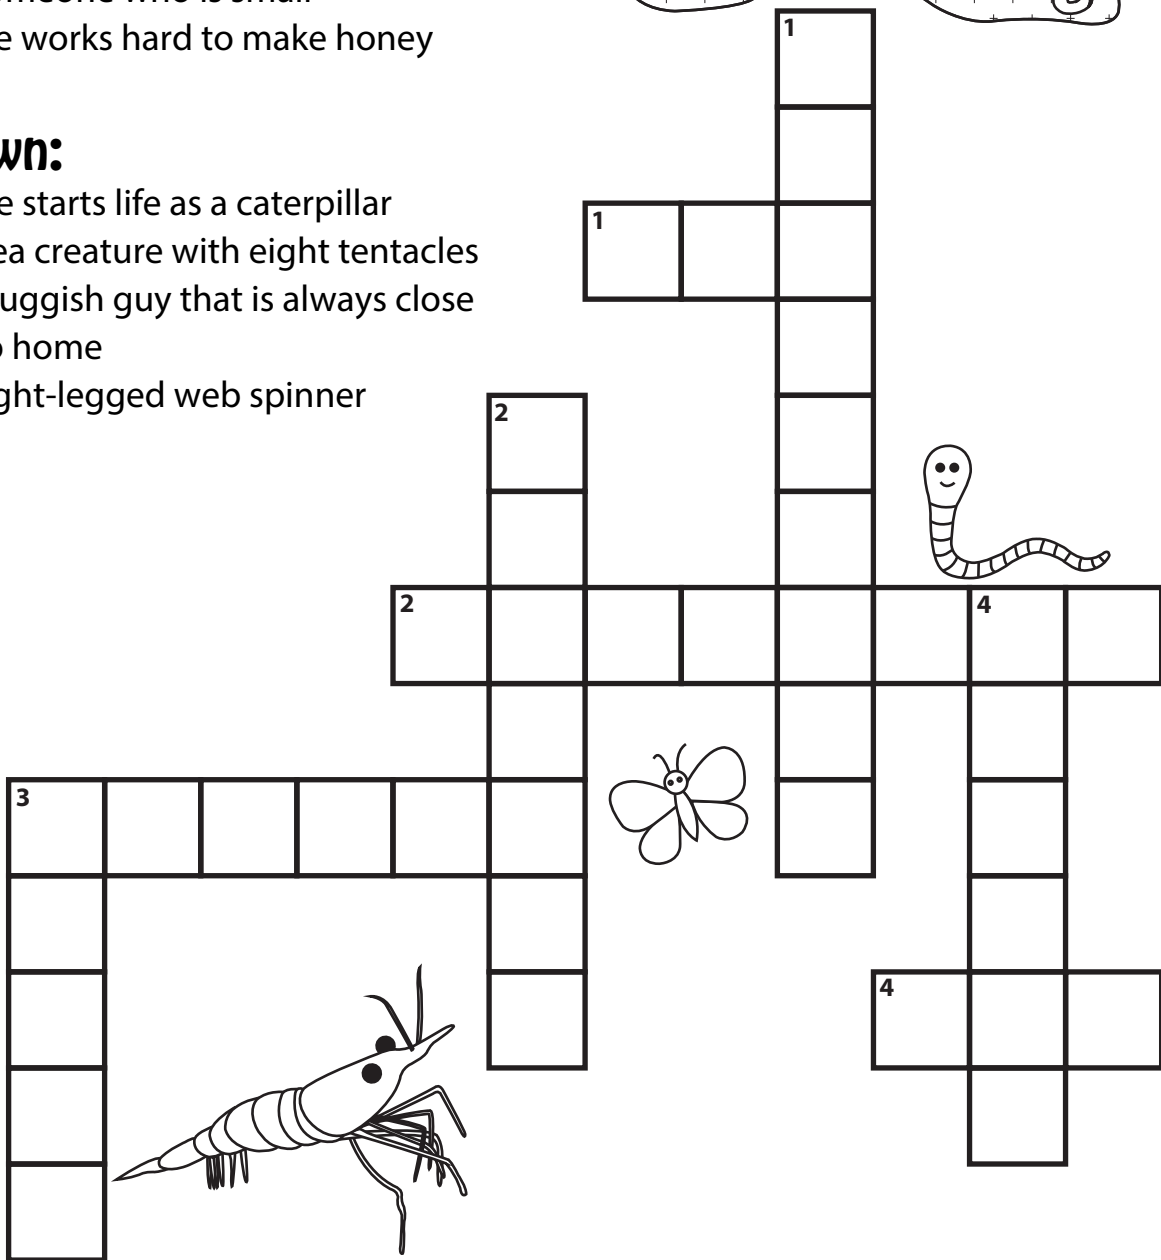 meone who is small
e works hard to make honey
wn:
e starts life as a caterpillar
ea creature with eight tentacles
uggish guy that is always close
o home
ght-legged web spinner
1
1
2
2 4
3
4